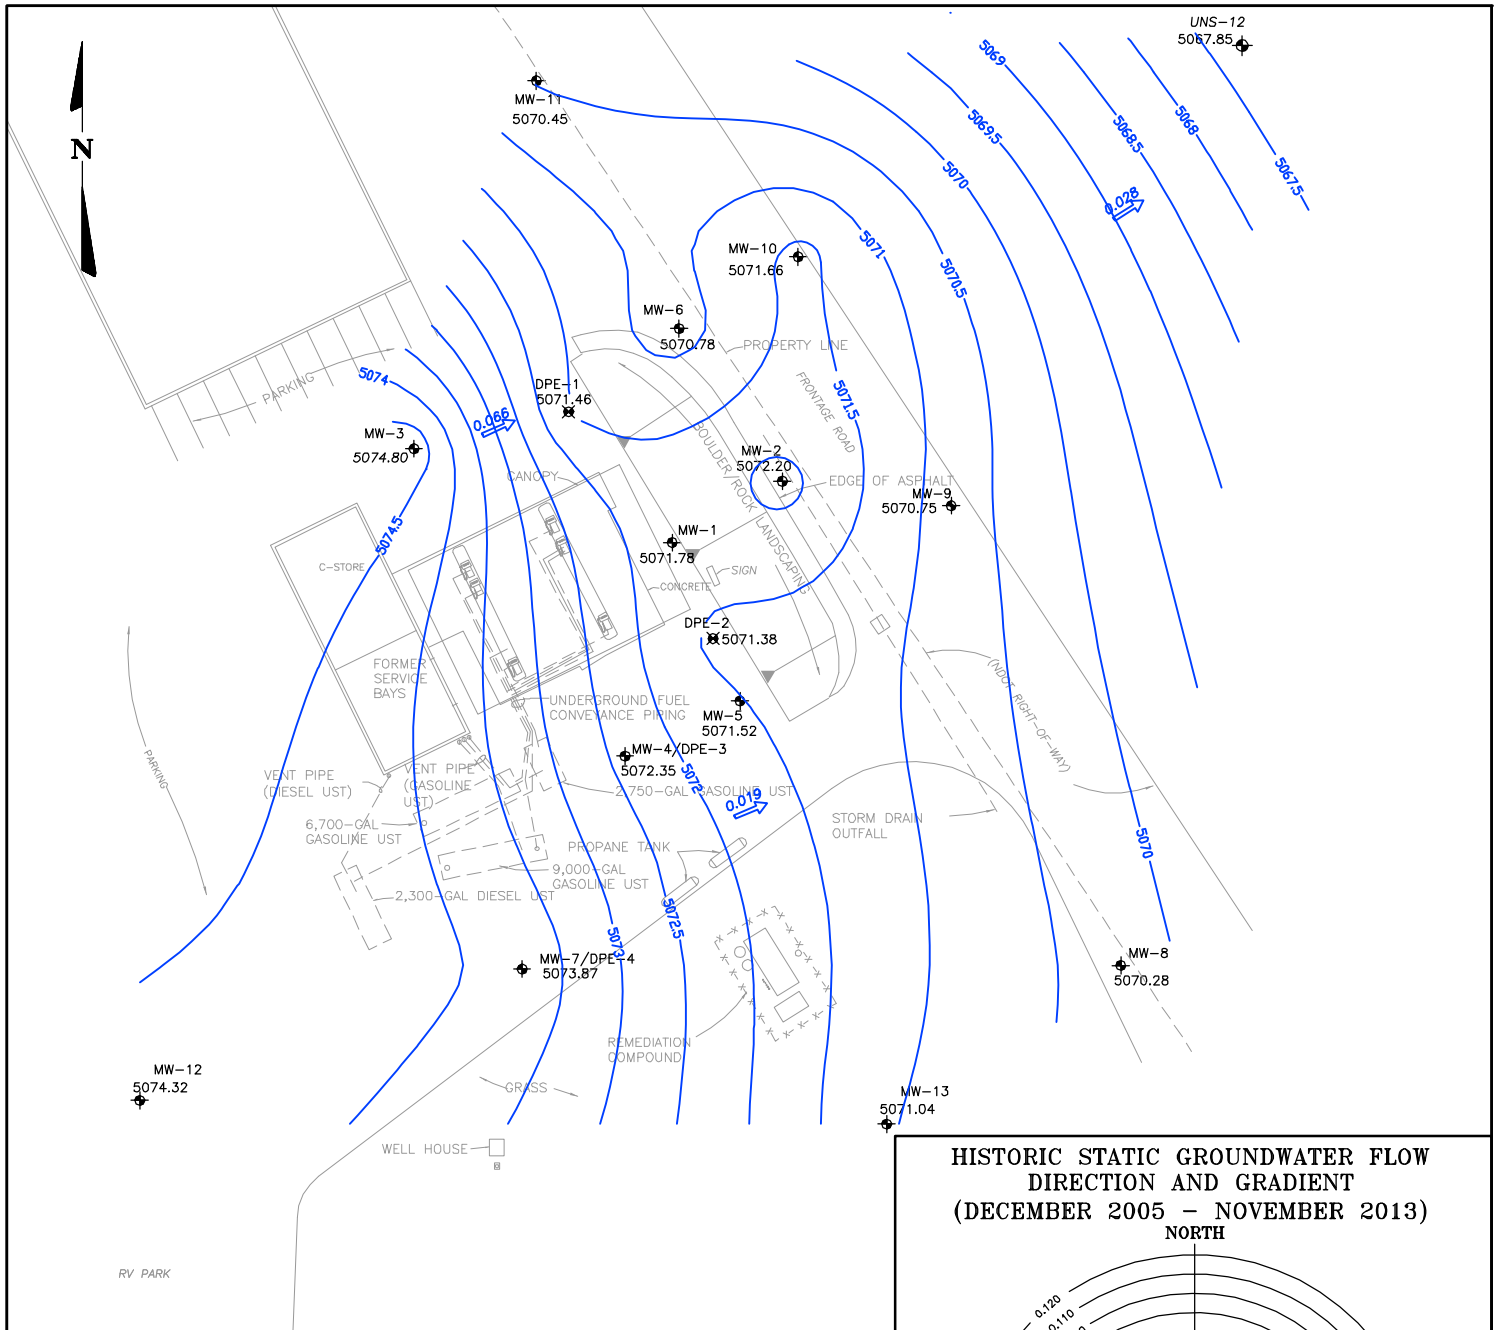 UNS-12
5067.85
N
MW-11
5070.45
5069
5069.5
5068.5
5068
5067.5
5070
0.028
MW-10
5071.66
5071
5070.5
MW-6
5070.78
PROPERTY LINE
PARKING
5074
DPE-1
5071.46
0.066
FRONTAGE ROAD
5071.5
MW-3
5074.80
BOULDER/ROCK LANDSCAPING
MW-2
5072.20
CANOPY
EDGE OF ASPHALT
MW-9
5070.75
5074.5
MW-1
5071.78
C-STORE
SIGN
CONCRETE
DPE-2
5071.38
FORMER
SERVICE
BAYS
(NDOT RIGHT-OF-WAY)
UNDERGROUND FUEL
CONVEYANCE PIPING
MW-5
5071.52
MW-4/DPE-3
5072.35
PARKING
VENT PIPE
(DIESEL UST)
VENT PIPE
(GASOLINE
UST)
5072
2,750-GAL GASOLINE UST
0.019
6,700-GAL
GASOLINE UST
STORM DRAIN
OUTFALL
5070
PROPANE TANK
9,000-GAL
GASOLINE UST
2,300-GAL DIESEL UST
5072.5
5073
MW-7/DPE-4
5073.87
MW-8
5070.28
REMEDIATION
COMPOUND
MW-12
5074.32
GRASS
MW-13
5071.04
WELL HOUSE
HISTORIC STATIC GROUNDWATER FLOW
DIRECTION AND GRADIENT
(DECEMBER 2005 - NOVEMBER 2013)
NORTH
RV PARK
0.120
0.110